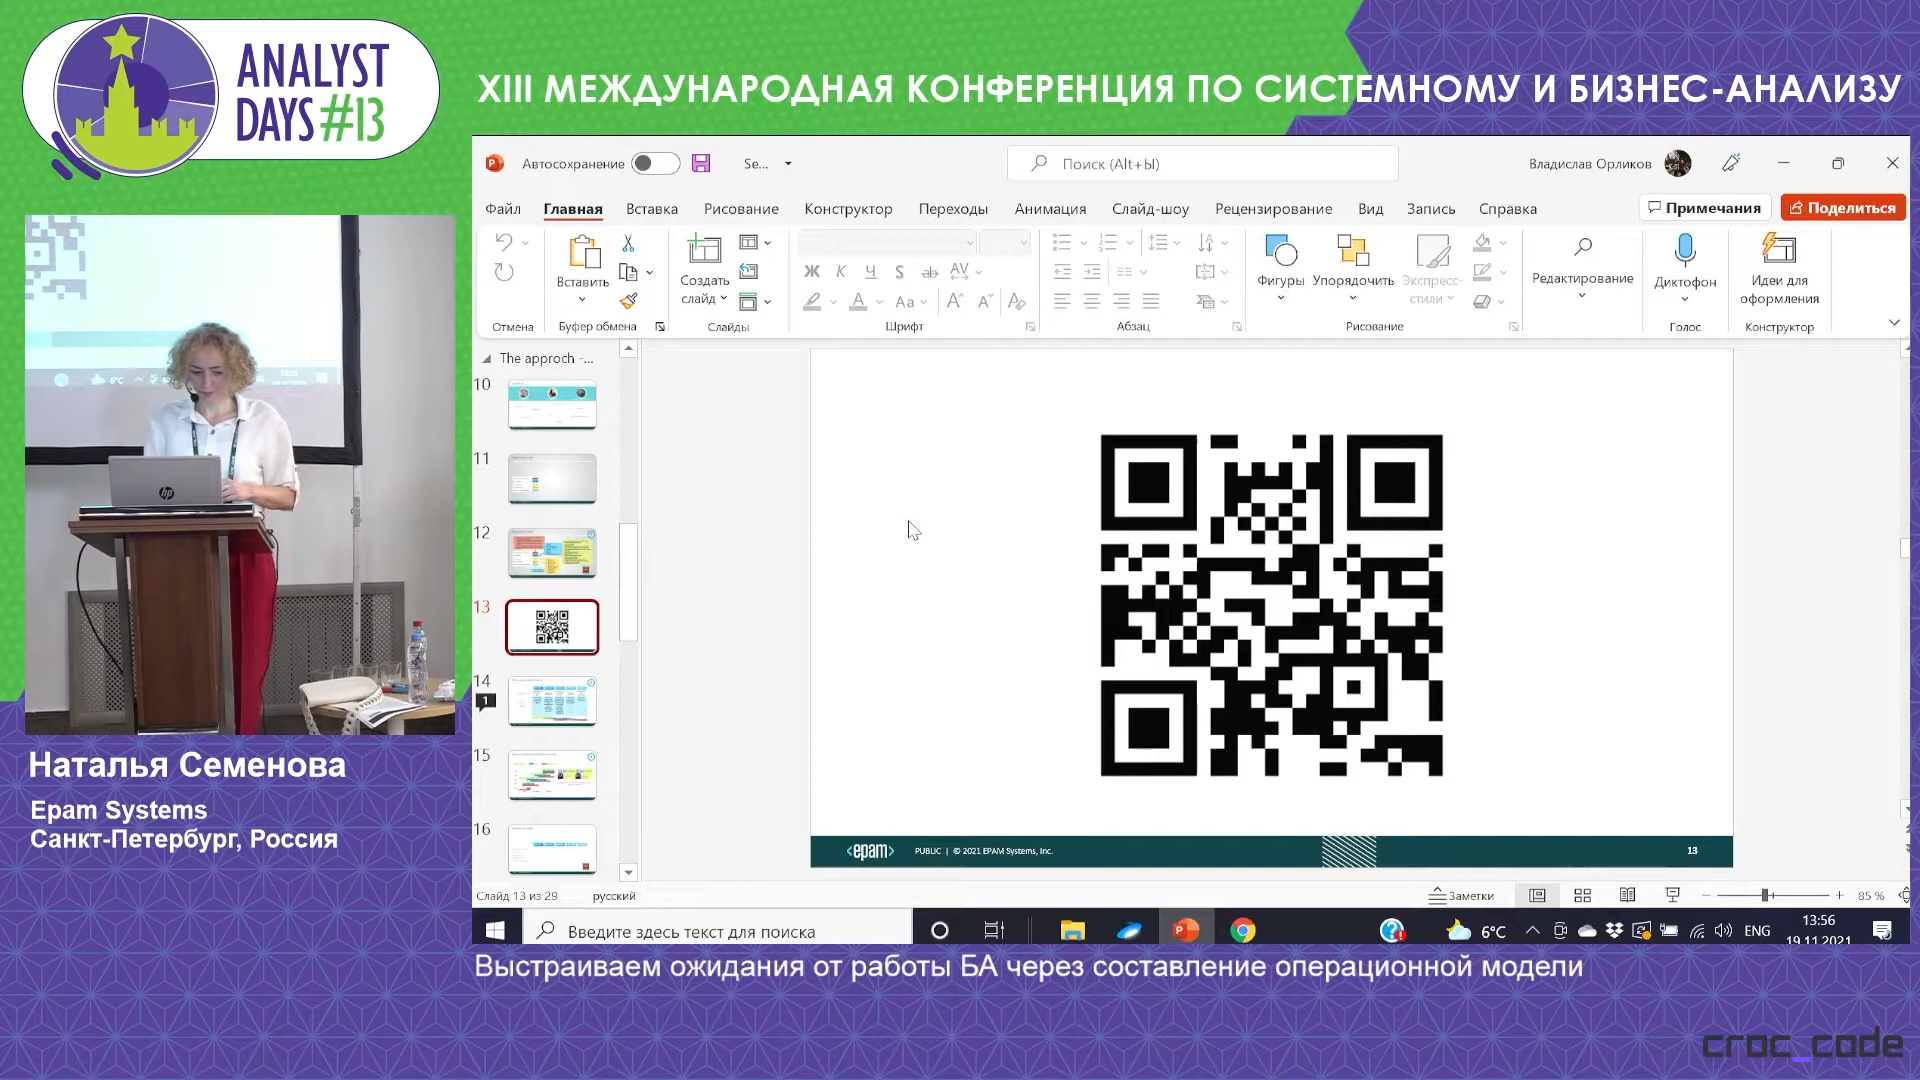 ANALYST
DAYS #13
XIII МЕЖДУНАРОДНАЯ КОНФЕРЕНЦИЯ ПО СИСТЕМНОМУ И БИЗНЕС-АНАЛИЗУ
Автосохранение
Se...
Поиск (Alt+Ы)
Владислав Орликов
Файл Главная Вставка Рисование Конструктор Переходы Анимация Слайд-шоу Рецензирование Вид Запись Справка Примечания Поделиться
Вставить
Создать слайд
Ж К Ч S ab AV
Aa A A
Фигуры Упорядочить Экспресс-стили
Редактирование
Диктофон
Идеи для оформления
Отмена Буфер обмена Слайды Шрифт Абзац Рисование Голос Конструктор
The approch -...
10
11
12
13
14
1
15
16
hp
<epam> PUBLIC | © 2021 EPAM Systems, Inc. 13
Слайд 13 из 29 русский Заметки 85 %
Введите здесь текст для поиска
6°C ENG 13:56
19.11.2021
Наталья Семенова
Epam Systems
Санкт-Петербург, Россия
Выстраиваем ожидания от работы БА через составление операционной модели
croc_code